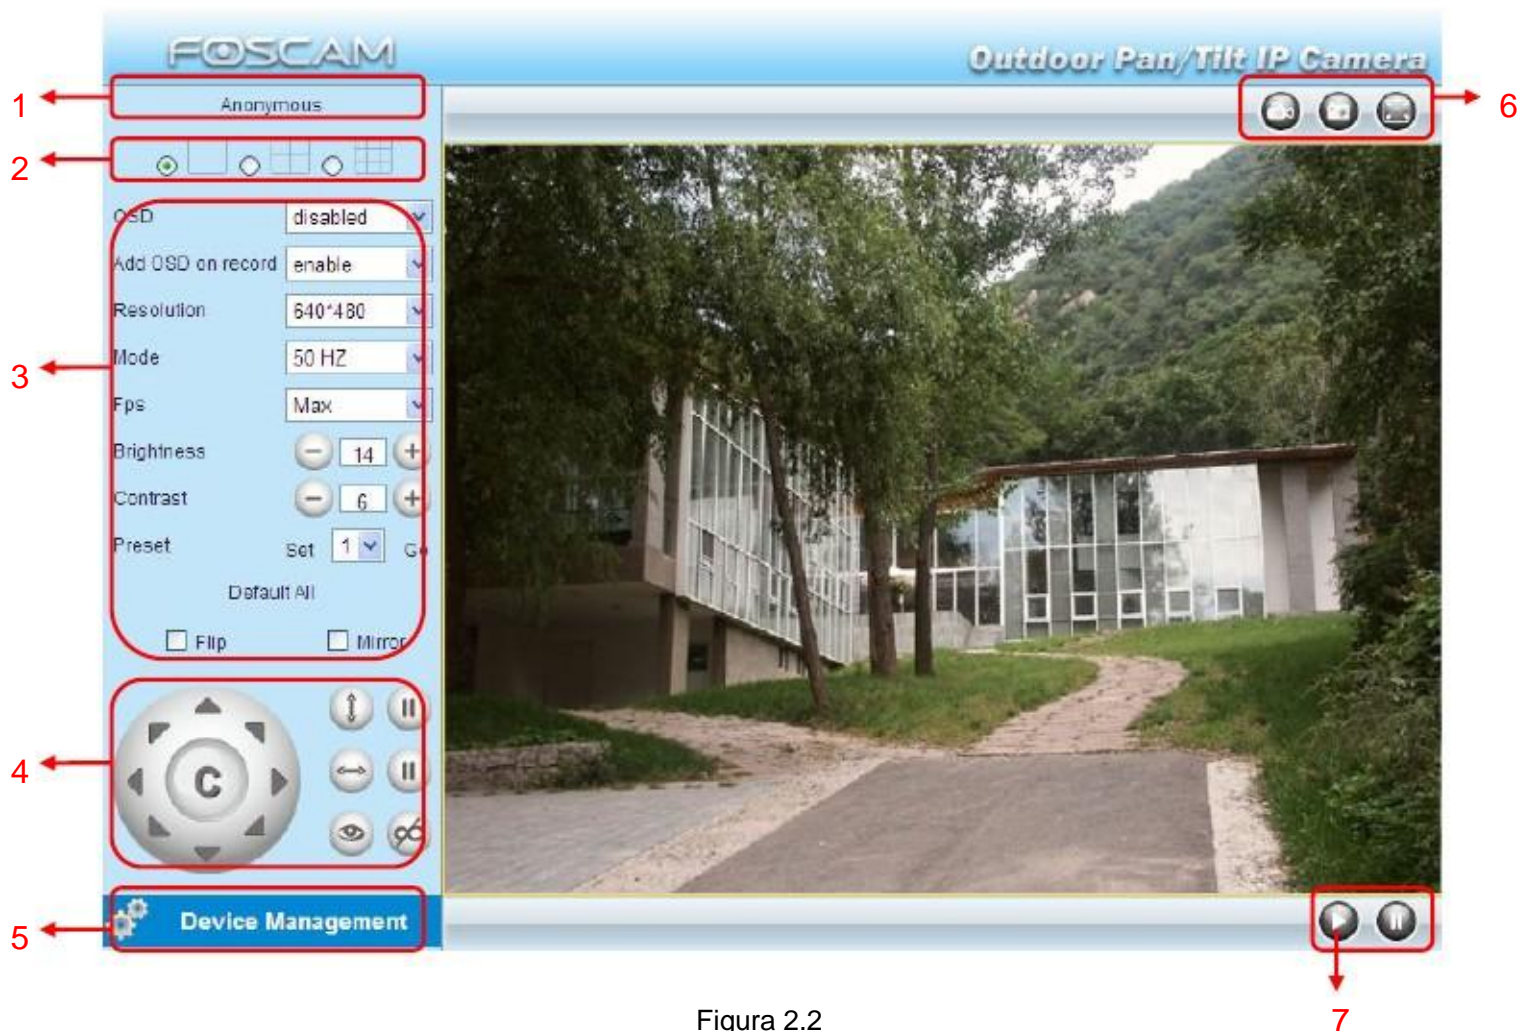 FOSCAM
Outdoor Pan/Tilt IP Camera
1
Anonymous
6
2
OSD disabled
Add OSD on record enable
Resolution 640*480
Mode 50 HZ
3
Fps Max
Brightness 14
Contrast 6
Preset Set 1 Go
Default All
Flip Mirror
4
C
5
Device Management
7
Figura 2.2